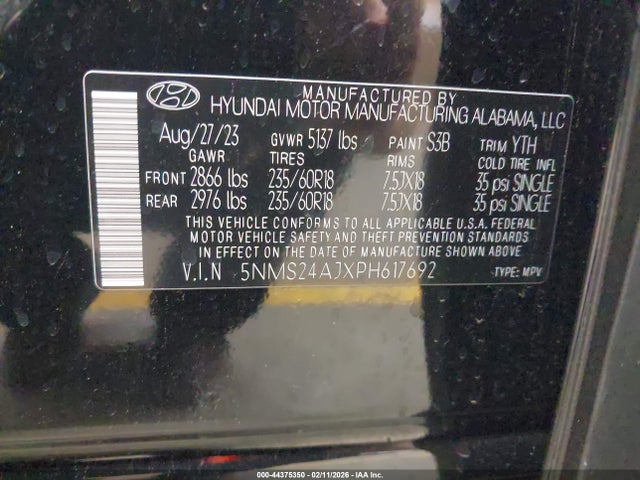 MANUFACTURED BY
HYUNDAI MOTOR MANUFACTURING ALABAMA, LLC
Aug/27/23 GVWR 5137 lbs PAINT S3B TRIM YTH
GAWR TIRES RIMS COLD TIRE INFL
FRONT 2866 lbs 235/60R18 7.5JX18 35 psi SINGLE
REAR 2976 lbs 235/60R18 7.5JX18 35 psi SINGLE
THIS VEHICLE CONFORMS TO ALL APPLICABLE U.S.A. FEDERAL
MOTOR VEHICLE SAFETY AND THEFT PREVENTION STANDARDS
IN EFFECT ON THE DATE OF MANUFACTURE SHOWN ABOVE.
V.I.N 5NMS24AJXPH617692 TYPE: MPV
000-44375350 - 02/11/2026 - IAA Inc.